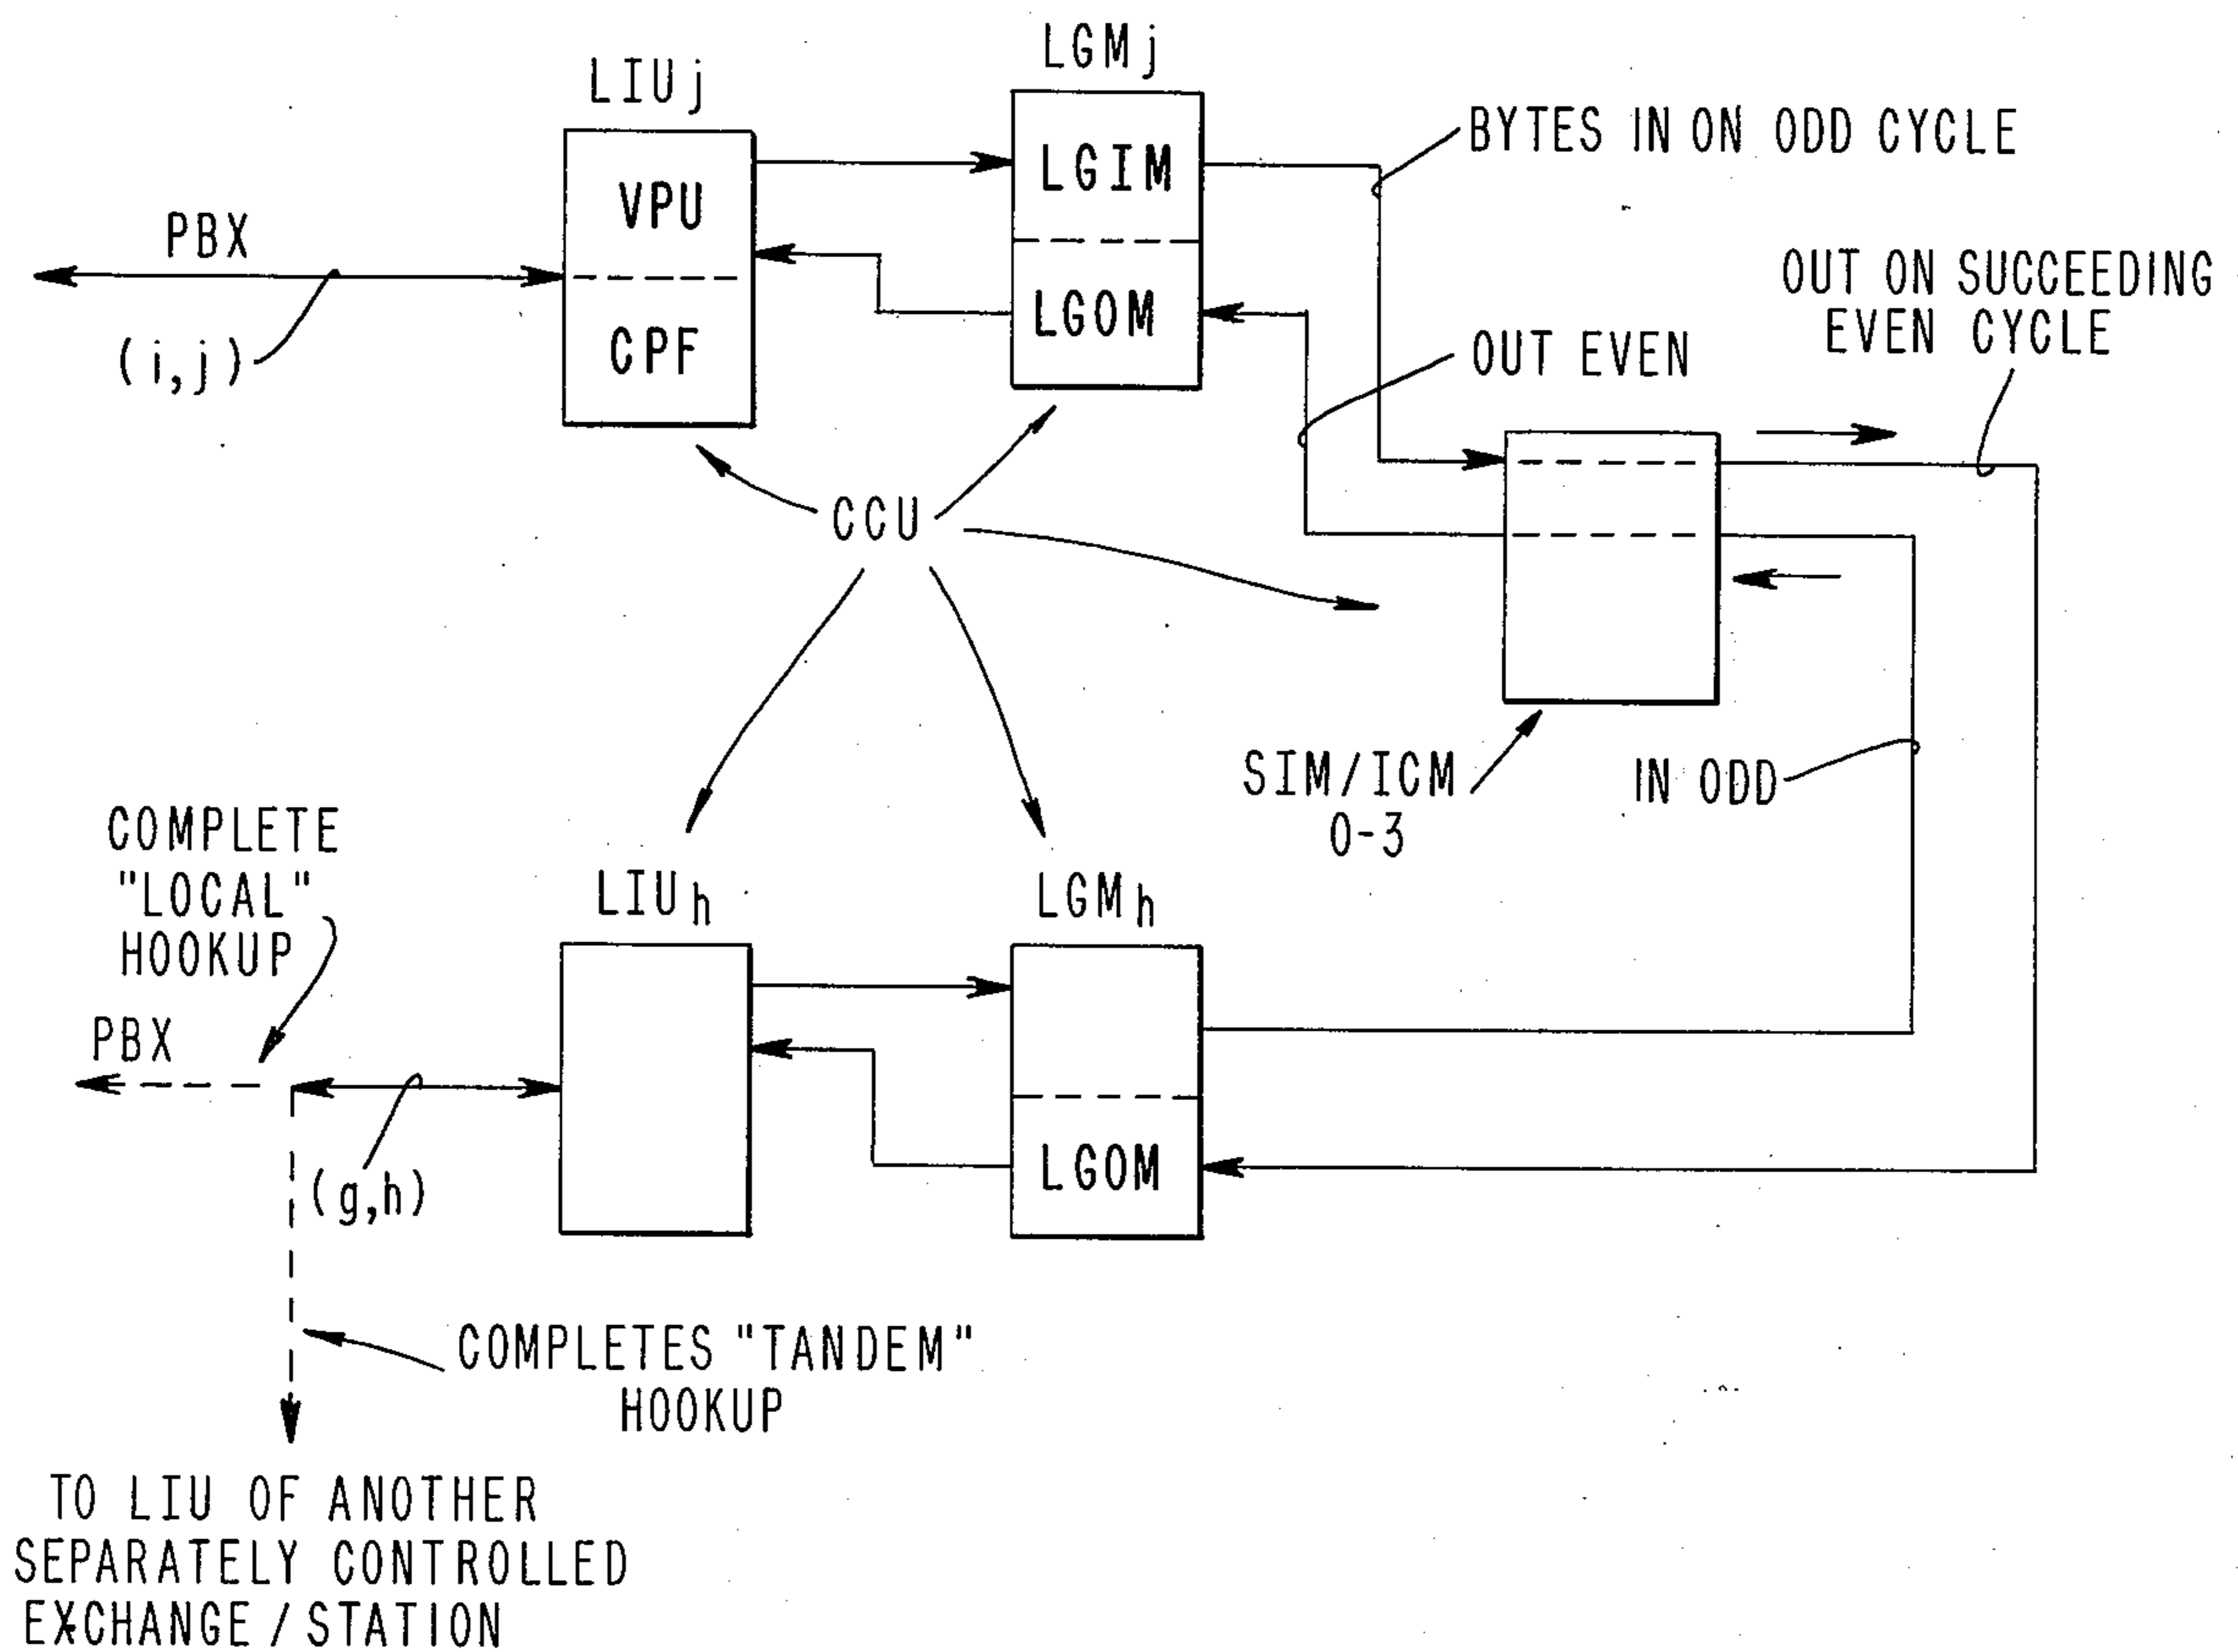 LGMj
LIUj
BYTES IN ON ODD CYCLE
LGIM
VPU
PBX
OUT ON SUCCEEDING
EVEN CYCLE
LGOM
CPF
(i,j)
OUT EVEN
CCU
SIM/ICM
0-3
IN ODD
COMPLETE
"LOCAL"
HOOKUP
LIUh
LGMh
PBX
(g,h)
LGOM
COMPLETES "TANDEM"
HOOKUP
TO LIU OF ANOTHER
SEPARATELY CONTROLLED
EXCHANGE / STATION